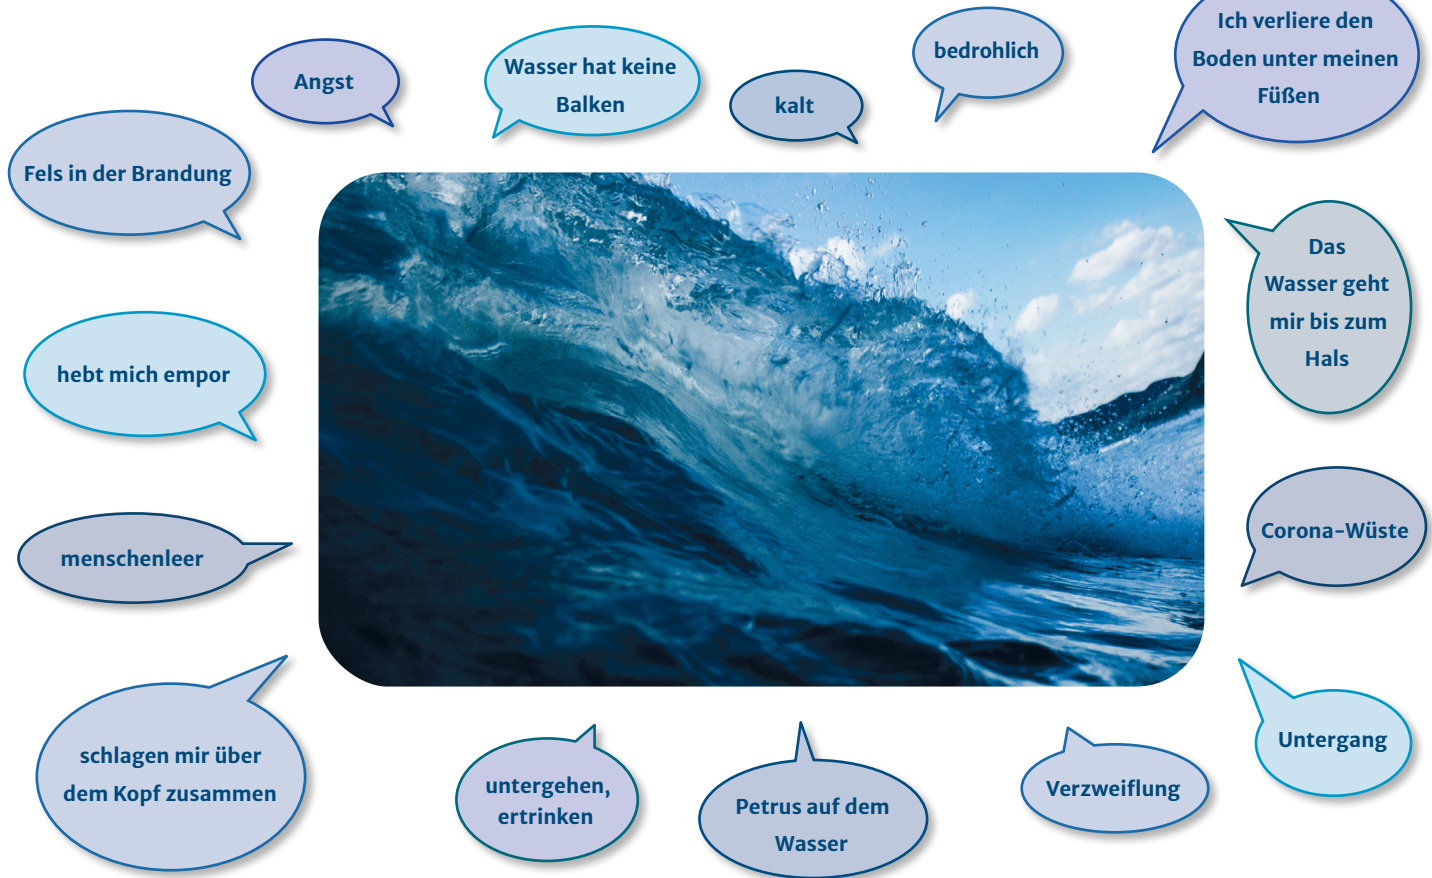 Ich verliere den
Boden unter meinen
Füßen
bedrohlich
Wasser hat keine
Balken
Angst
kalt
Fels in der Brandung
Das
Wasser geht
mir bis zum
Hals
hebt mich empor
Corona-Wüste
menschenleer
Untergang
schlagen mir über
dem Kopf zusammen
untergehen,
ertrinken
Petrus auf dem
Wasser
Verzweiflung